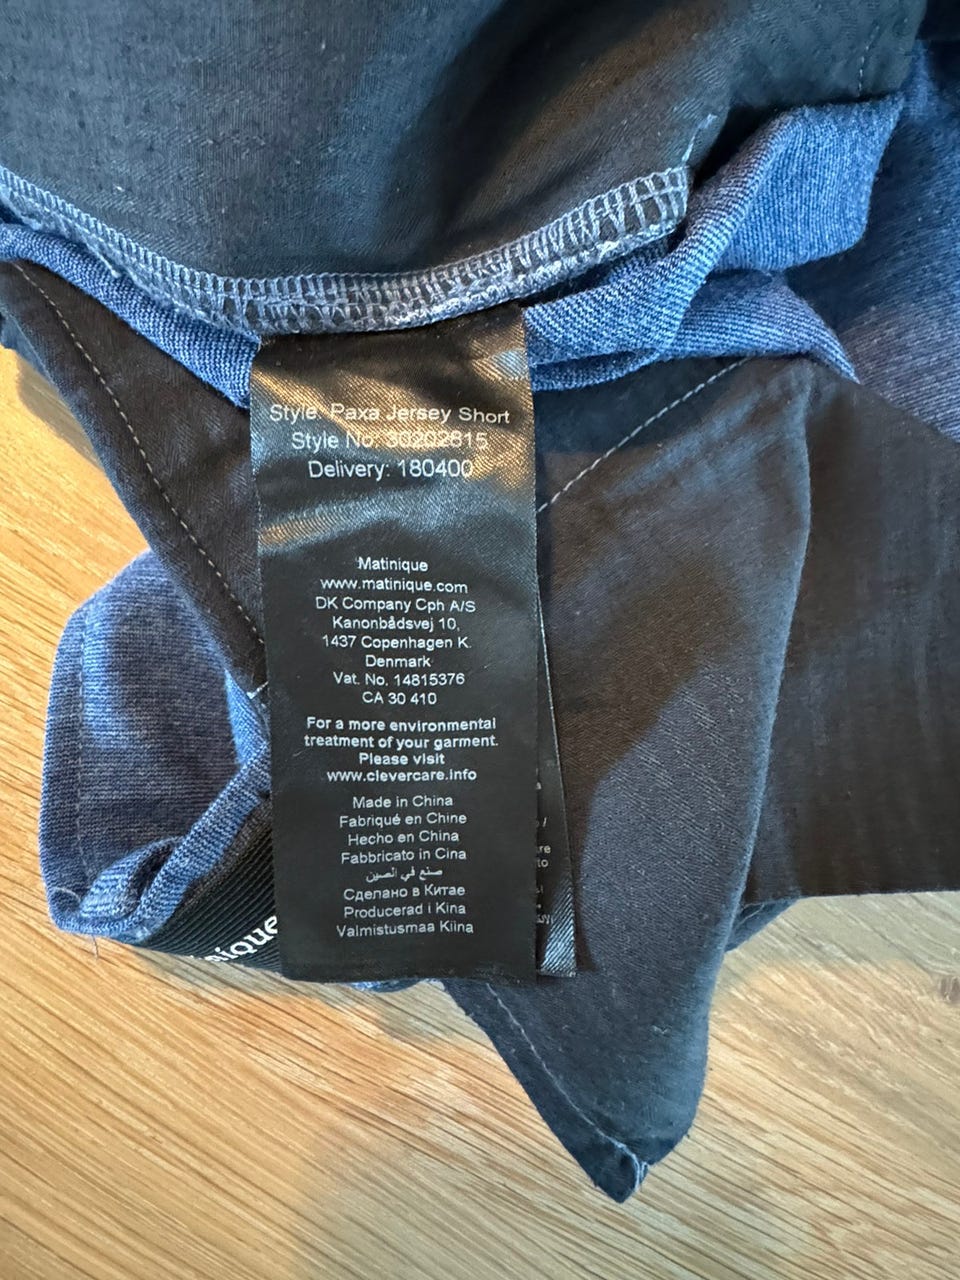 Style: Paxa Jersey Short
Style No: 30202815
Delivery: 180400
Matinique
www.matinique.com
DK Company Cph A/S
Kanonbådsvej 10,
1437 Copenhagen K.
Denmark
Vat. No. 14815376
CA 30 410
For a more environmental
treatment of your garment.
Please visit
www.clevercare.info
Made in China
Fabriqué en Chine
Hecho en China
Fabbricato in Cina
صنع في الصين
Сделано в Китае
Producerad i Kina
Valmistusmaa Kiina